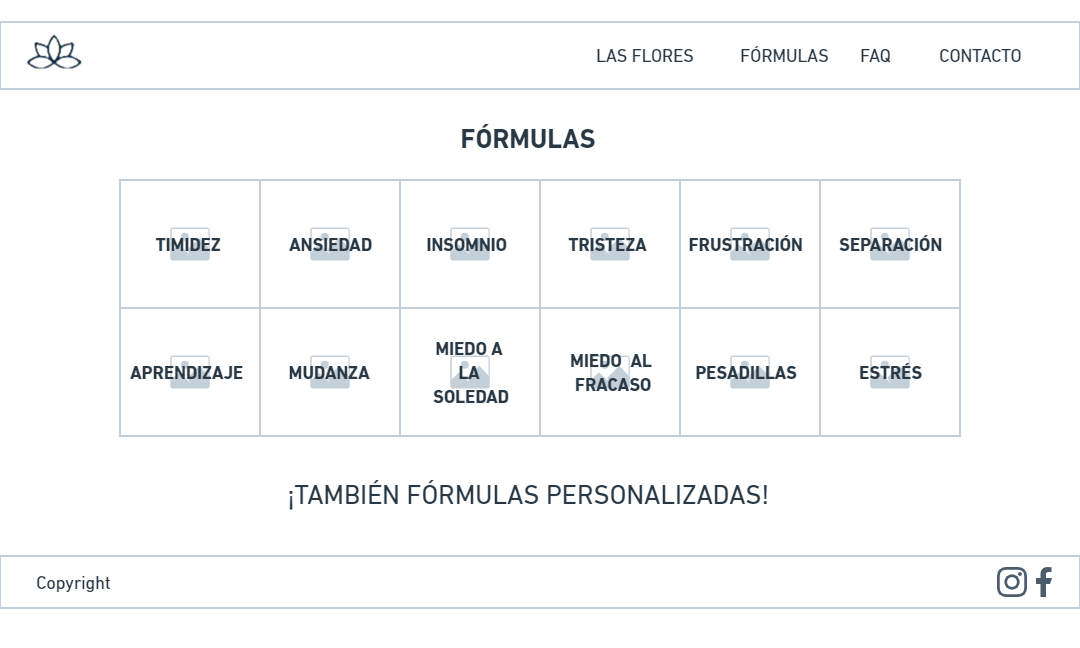 LAS FLORES FÓRMULAS FAQ CONTACTO
FÓRMULAS
TIMIDEZ ANSIEDAD INSOMNIO TRISTEZA FRUSTRACIÓN SEPARACIÓN
APRENDIZAJE
MUDANZA
MIEDO A
LA
SOLEDAD
MIEDO AL
FRACASO
PESADILLAS
ESTRÉS
¡TAMBIÉN FÓRMULAS PERSONALIZADAS!
Copyright